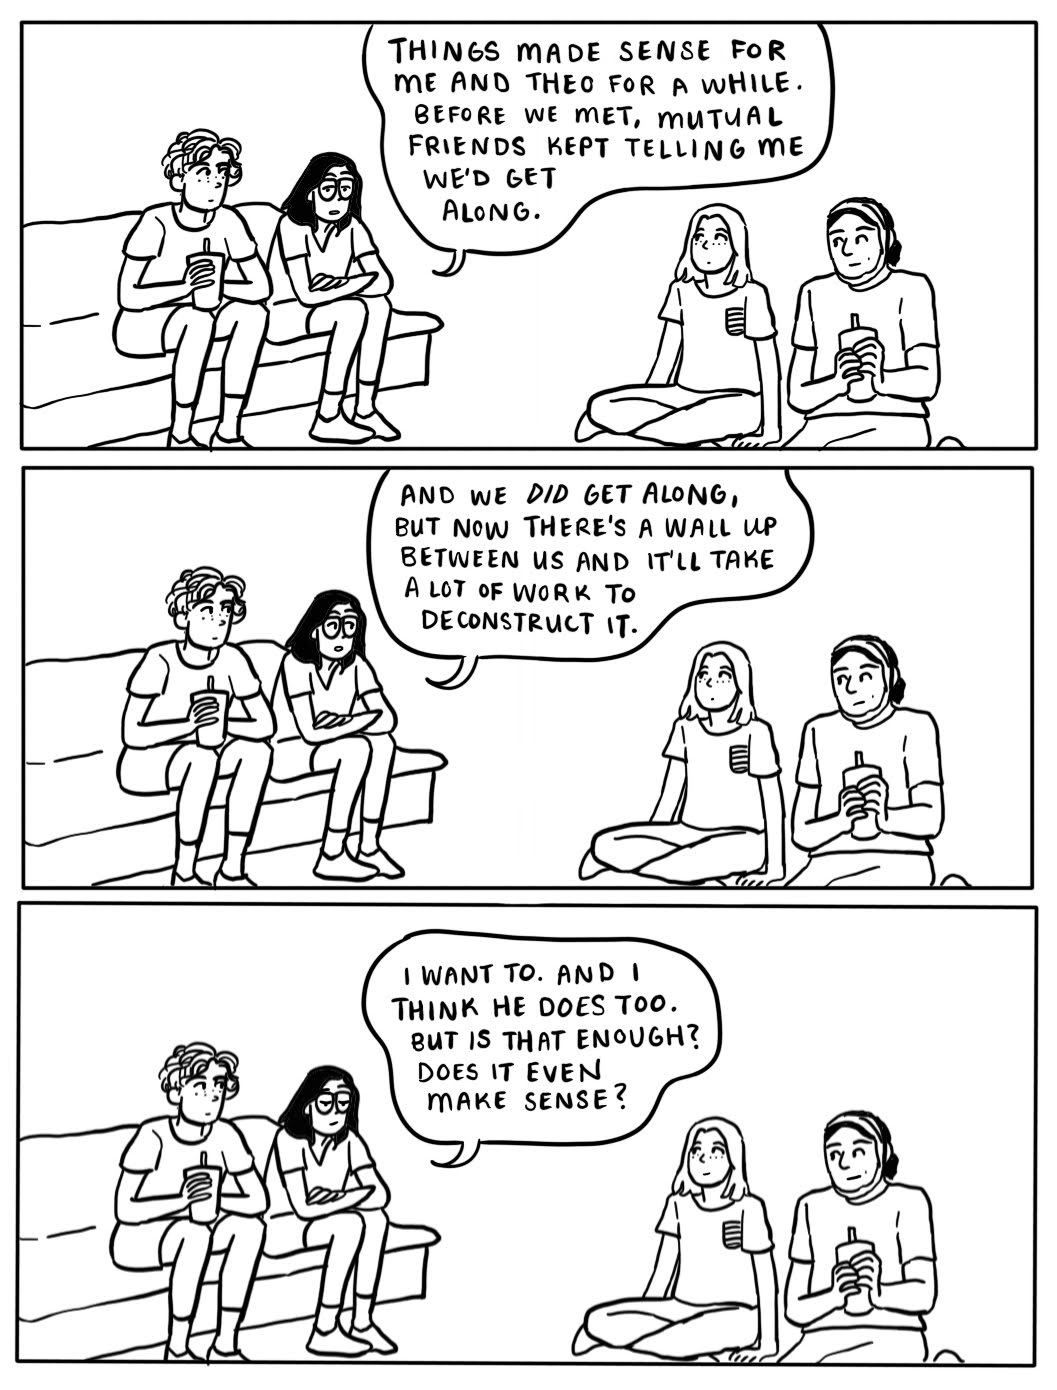 THINGS MADE SENSE FOR
ME AND THEO FOR A WHILE.
BEFORE WE MET, MUTUAL
FRIENDS KEPT TELLING ME
WE'D GET
ALONG.
AND WE DID GET ALONG,
BUT NOW THERE'S A WALL UP
BETWEEN US AND IT'LL TAKE
A LOT OF WORK TO
DECONSTRUCT IT.
I WANT TO. AND I
THINK HE DOES TOO.
BUT IS THAT ENOUGH?
DOES IT EVEN
MAKE SENSE?